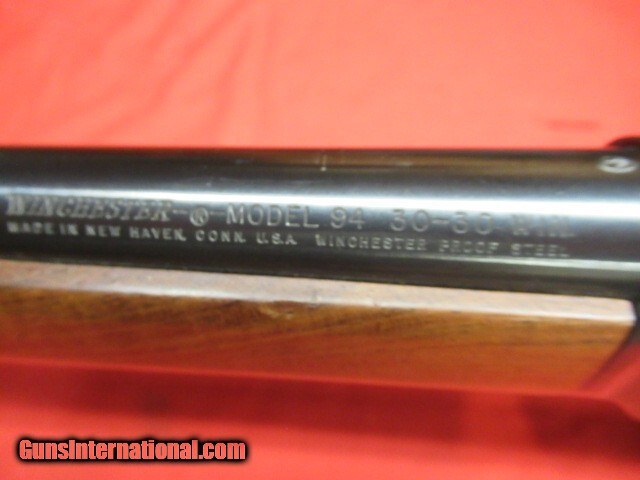 WINCHESTER ® MODEL 94 30-30 WIN.
MADE IN NEW HAVEN, CONN. U.S.A. WINCHESTER PROOF STEEL
GunsInternational.com